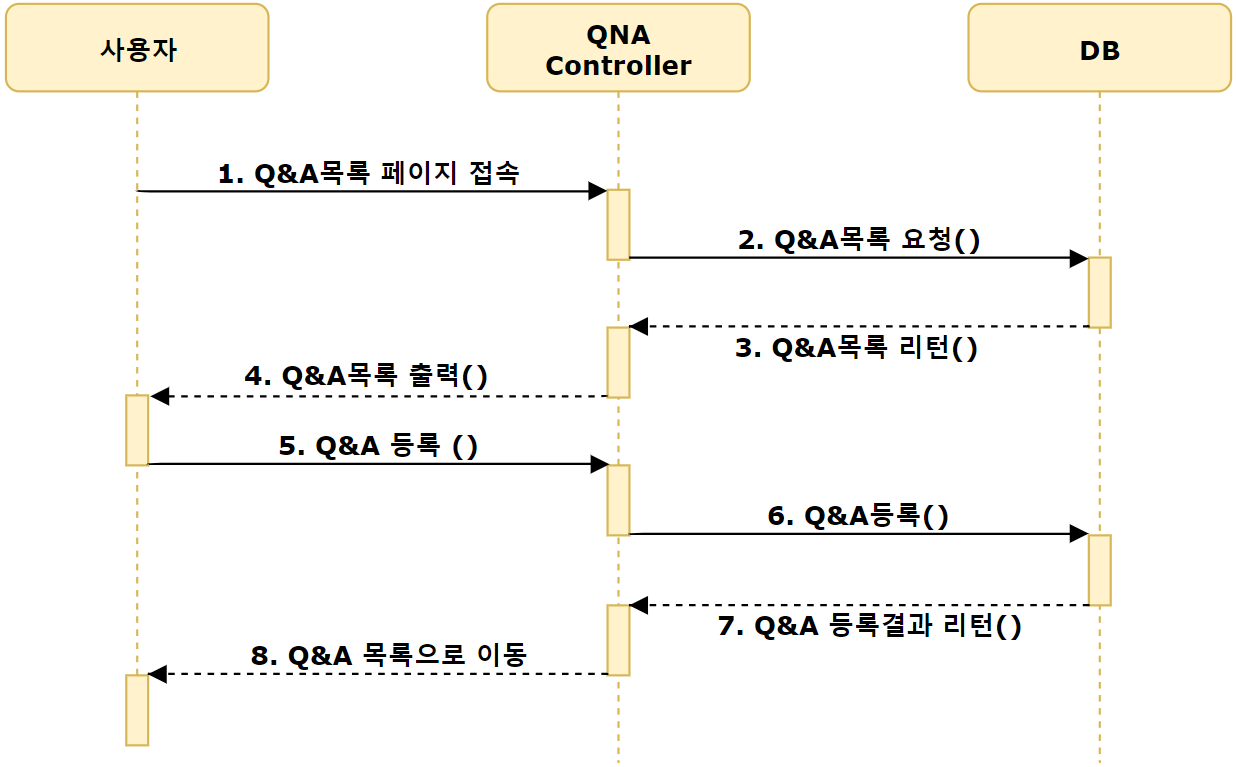 사용자
QNA
Controller
DB
1. Q&A목록 페이지 접속
2. Q&A목록 요청()
3. Q&A목록 리턴()
4. Q&A목록 출력()
5. Q&A 등록 ()
6. Q&A등록()
7. Q&A 등록결과 리턴()
8. Q&A 목록으로 이동